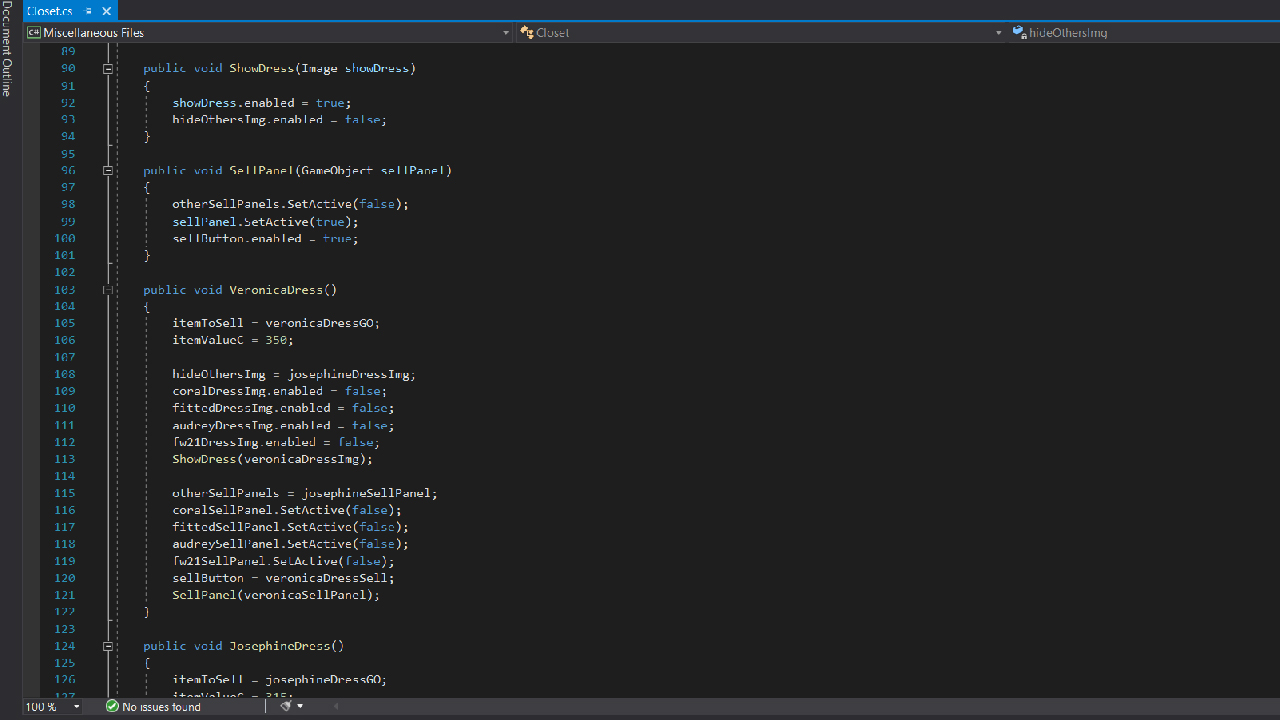 Closet.cs
Document Outline
C# Miscellaneous Files
Closet
hideOthersImg
89
90 public void ShowDress(Image showDress)
91 {
92 showDress.enabled = true;
93 hideOthersImg.enabled = false;
94 }
95
96 public void SellPanel(GameObject sellPanel)
97 {
98 otherSellPanels.SetActive(false);
99 sellPanel.SetActive(true);
100 sellButton.enabled = true;
101 }
102
103 public void VeronicaDress()
104 {
105 itemToSell = veronicaDressGO;
106 itemValueC = 350;
107
108 hideOthersImg = josephineDressImg;
109 coralDressImg.enabled = false;
110 fittedDressImg.enabled = false;
111 audreyDressImg.enabled = false;
112 fw21DressImg.enabled = false;
113 ShowDress(veronicaDressImg);
114
115 otherSellPanels = josephineSellPanel;
116 coralSellPanel.SetActive(false);
117 fittedSellPanel.SetActive(false);
118 audreySellPanel.SetActive(false);
119 fw21SellPanel.SetActive(false);
120 sellButton = veronicaDressSell;
121 SellPanel(veronicaSellPanel);
122 }
123
124 public void JosephineDress()
125 {
126 itemToSell = josephineDressGO;
127 itemValueC = 315;
100 %
No issues found